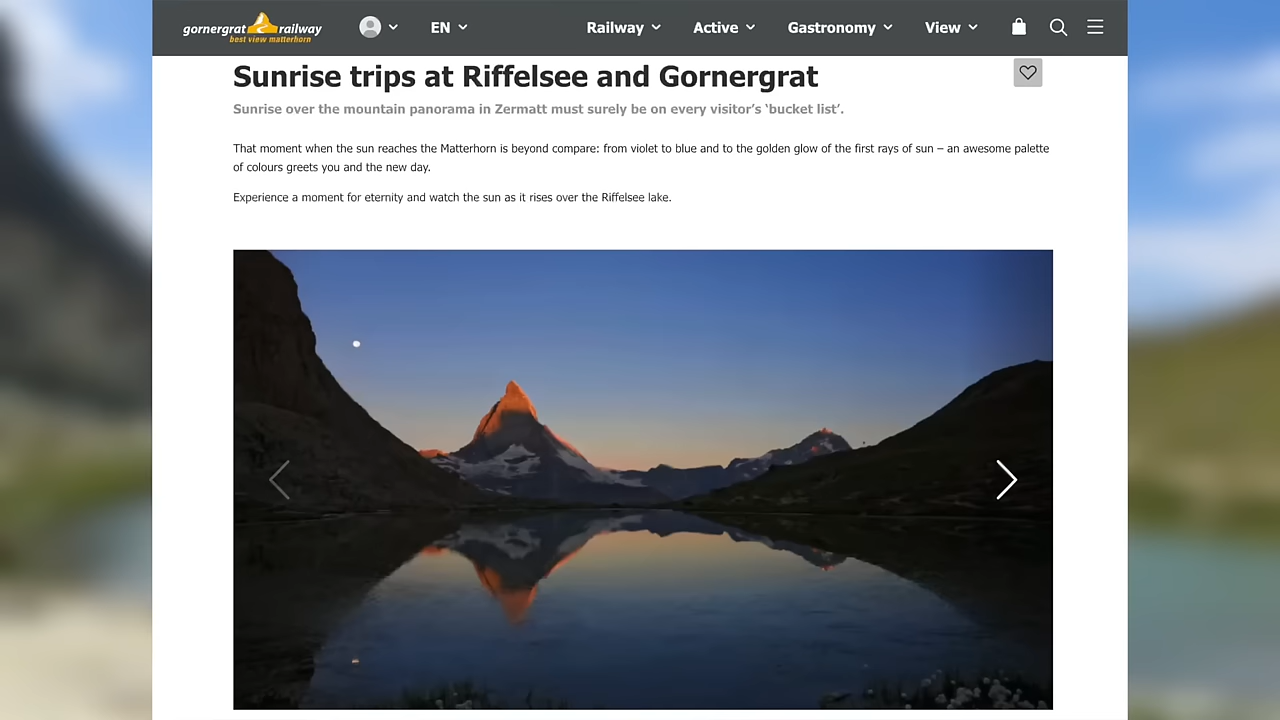 gornergrat railway
best view matterhorn
EN
Railway
Active
Gastronomy
View
Sunrise trips at Riffelsee and Gornergrat
Sunrise over the mountain panorama in Zermatt must surely be on every visitor’s ‘bucket list’.
That moment when the sun reaches the Matterhorn is beyond compare: from violet to blue and to the golden glow of the first rays of sun – an awesome palette
of colours greets you and the new day.
Experience a moment for eternity and watch the sun as it rises over the Riffelsee lake.